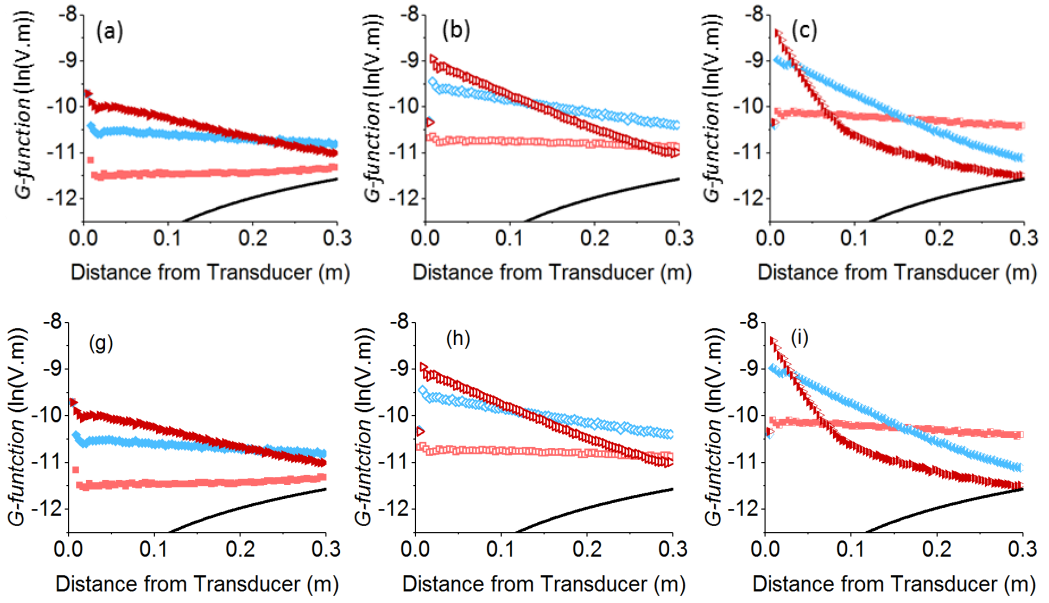 G-function (ln(V.m))
-8
-9
-10
-11
-12
(a)
0.0 0.1 0.2 0.3
Distance from Transducer (m)
G-function (ln(V.m))
-8
-9
-10
-11
-12
(b)
0.0 0.1 0.2 0.3
Distance from Transducer (m)
G-function (ln(V.m))
-8
-9
-10
-11
-12
(c)
0.0 0.1 0.2 0.3
Distance from Transducer (m)
G-funtction (ln(V.m))
-8
-9
-10
-11
-12
(g)
0.0 0.1 0.2 0.3
Distance from Transducer (m)
G-funtction (ln(V.m))
-8
-9
-10
-11
-12
(h)
0.0 0.1 0.2 0.3
Distance from Transducer (m)
G-funtction (ln(V.m))
-8
-9
-10
-11
-12
(i)
0.0 0.1 0.2 0.3
Distance from Transducer (m)